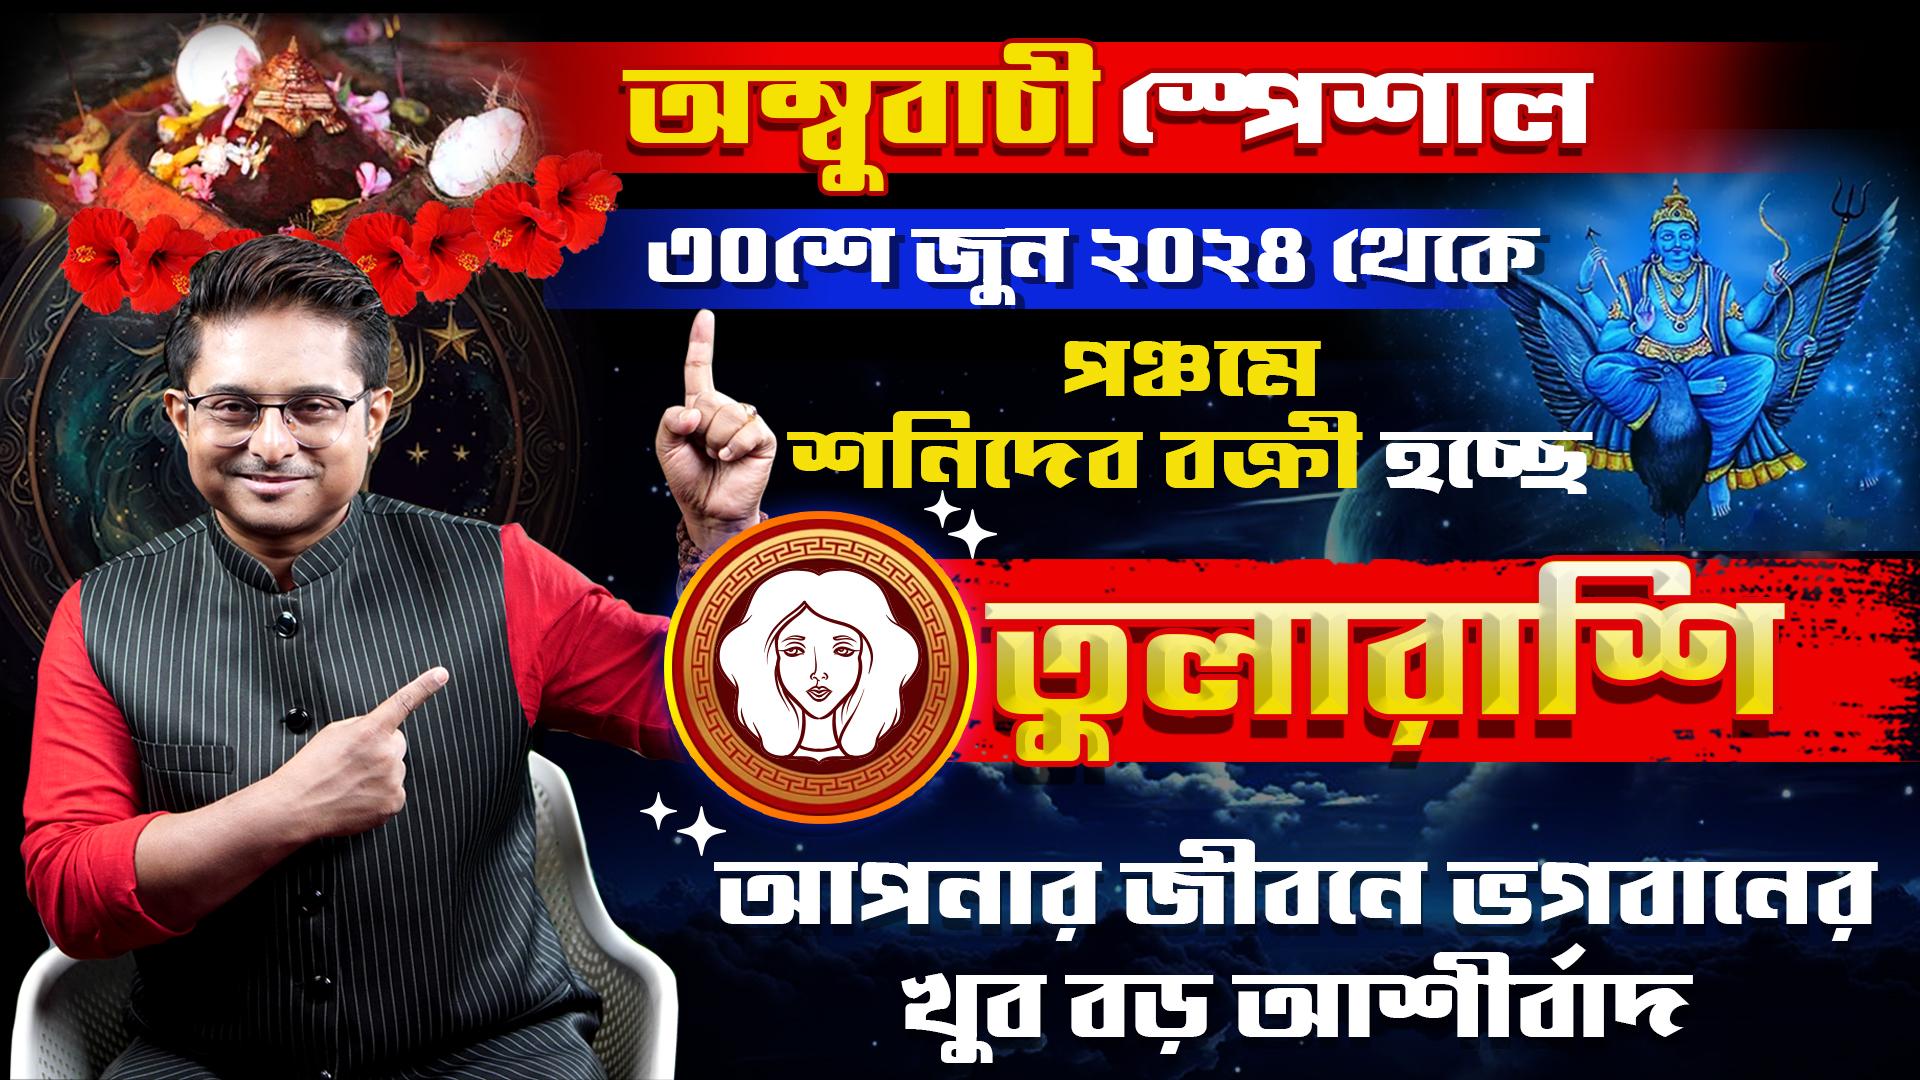 অম্বুবাচী স্পেশাল
৩০শে জুন ২০২৪ থেকে
পঞ্চমে
শনিদেব বক্রী হচ্ছে
তুলারাশি
আপনার জীবনে ভগবানের
খুব বড় আশীর্বাদ